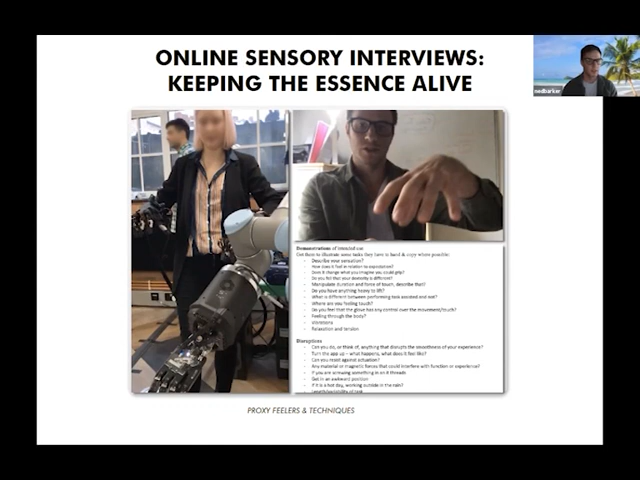 ONLINE SENSORY INTERVIEWS:
KEEPING THE ESSENCE ALIVE
nedbarker
Demonstrations of intended use
Get them to illustrate some tasks they have to hand & copy where possible:
- Describe your sensation?
- How does it feel in relation to expectation?
- Does it change what you imagine you could grip?
- Do you feel that your dexterity is different?
- Manipulate duration and force of touch, describe that?
- Do you have anything heavy to lift?
- What is different between performing task assisted and not?
- Where are you feeling touch?
- Do you feel that the glove has any control over the movement/touch?
- Feeling through the body?
- Vibrations
- Relaxation and tension
Disruptions
- Can you do, or think of, anything that disrupts the smoothness of your experience?
- Turn the app up – what happens, what does it feel like?
- Can you resist against actuation?
- Any material or magnetic forces that could interfere with function or experience?
- If you are screwing something in on it threads
- Get in an awkward position
- If it is a hot day, working outside in the rain?
PROXY FEELERS & TECHNIQUES